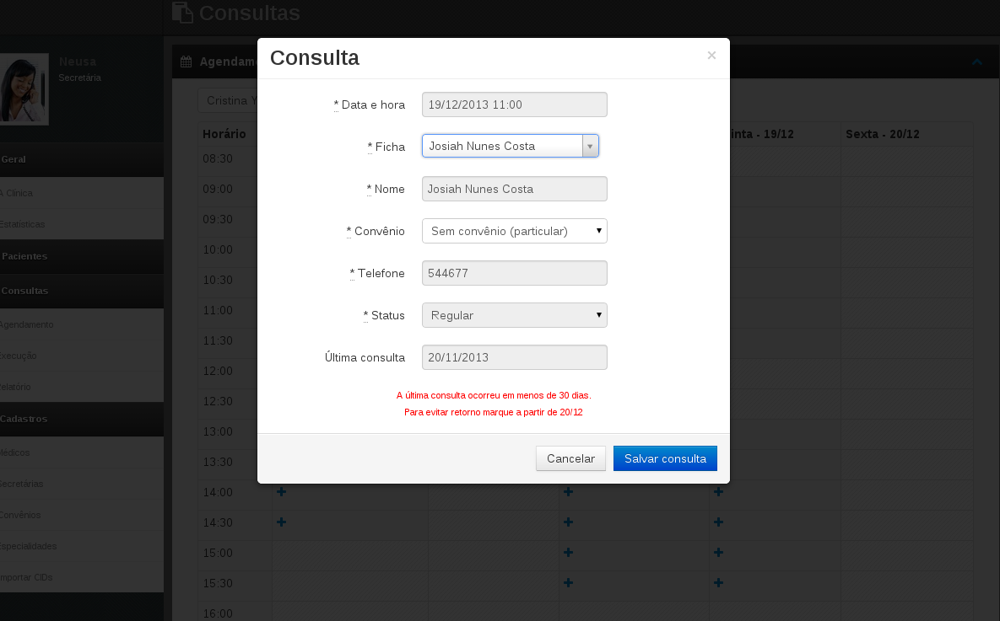 Consultas
Neusa
Secretária
Geral
A Clínica
Estatísticas
Pacientes
Consultas
Agendamento
Execução
Relatório
Cadastros
Médicos
Secretárias
Convênios
Especialidades
Importar CIDs
Agendam
Cristina Y
Horário
inta - 19/12
Sexta - 20/12
08:30
09:00
09:30
10:00
10:30
11:00
11:30
12:00
12:30
13:00
13:30
14:00
14:30
15:00
15:30
16:00
Consulta
×
* Data e hora 19/12/2013 11:00
* Ficha Josiah Nunes Costa
* Nome Josiah Nunes Costa
* Convênio Sem convênio (particular)
* Telefone 544677
* Status Regular
Última consulta 20/11/2013
A última consulta ocorreu em menos de 30 dias.
Para evitar retorno marque a partir de 20/12
Cancelar Salvar consulta